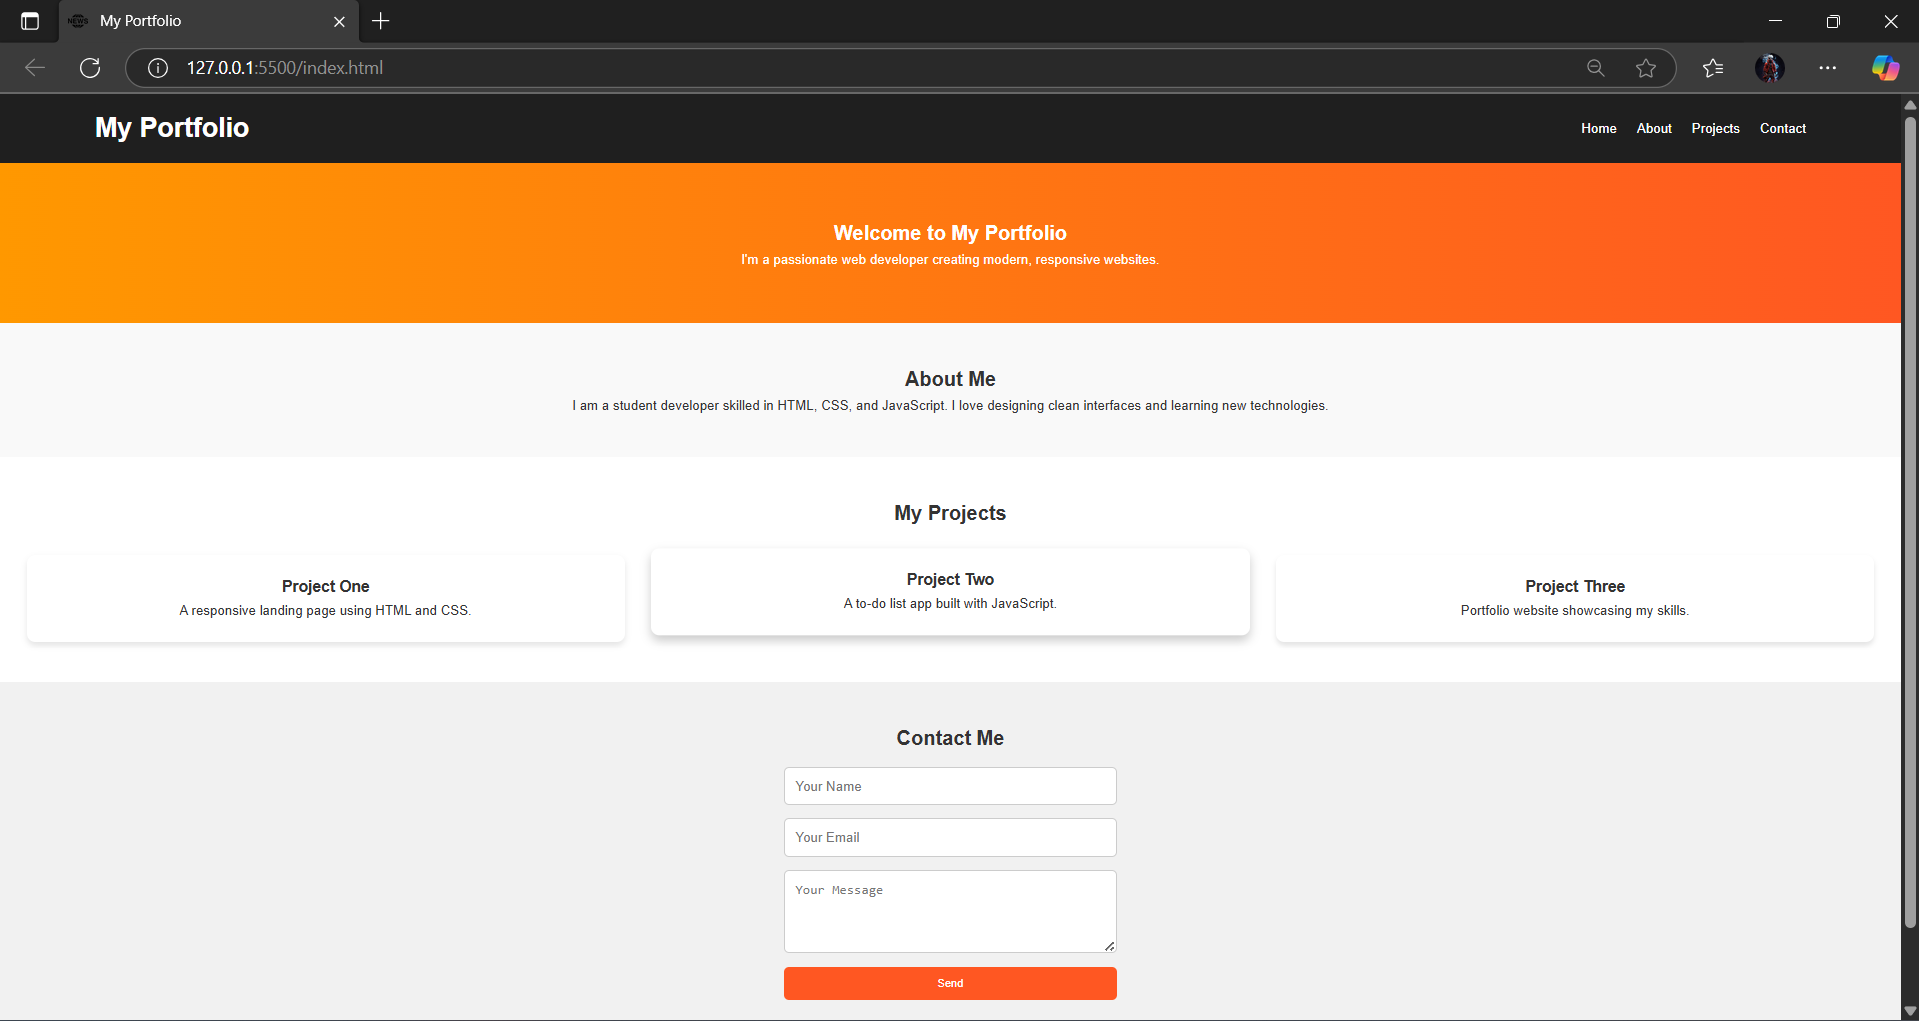 NEWS
My Portfolio
127.0.0.1:5500/index.html
My Portfolio
Home About Projects Contact
Welcome to My Portfolio
I'm a passionate web developer creating modern, responsive websites.
About Me
I am a student developer skilled in HTML, CSS, and JavaScript. I love designing clean interfaces and learning new technologies.
My Projects
Project One
A responsive landing page using HTML and CSS.
Project Two
A to-do list app built with JavaScript.
Project Three
Portfolio website showcasing my skills.
Contact Me
Your Name
Your Email
Your Message
Send